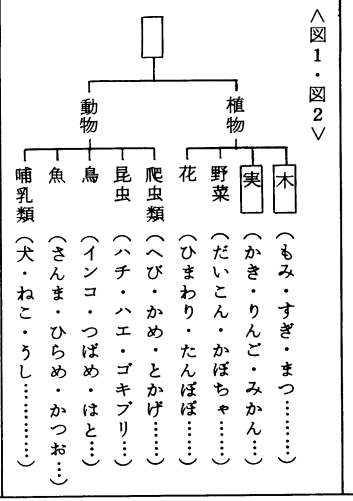 ＜図１・図２＞
植物
動物
木（もみ・すぎ・まつ…………）
実（かき・りんご・みかん…）
野菜（だいこん・かぼちゃ……）
花（ひまわり・たんぽぽ……）
爬虫類（へび・かめ・とかげ……）
昆虫（ハチ・ハエ・ゴキブリ…）
鳥（インコ・つばめ・はと…）
魚（さんま・ひらめ・かつお…）
哺乳類（犬・ねこ・うし…………）